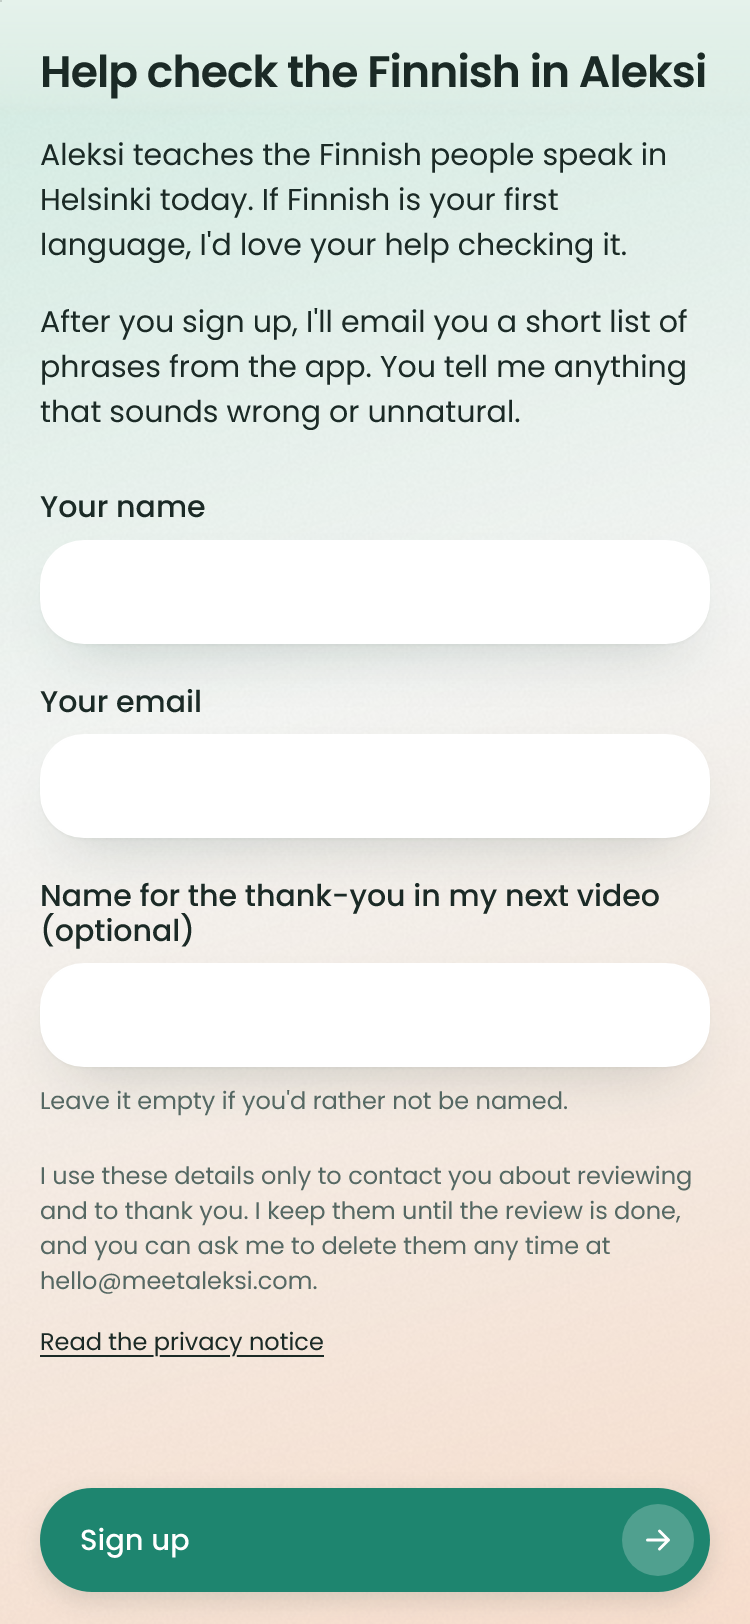 Help check the Finnish in Aleksi
Aleksi teaches the Finnish people speak in
Helsinki today. If Finnish is your first
language, I'd love your help checking it.
After you sign up, I'll email you a short list of
phrases from the app. You tell me anything
that sounds wrong or unnatural.
Your name
Your email
Name for the thank-you in my next video
(optional)
Leave it empty if you'd rather not be named.
I use these details only to contact you about reviewing
and to thank you. I keep them until the review is done,
and you can ask me to delete them any time at
hello@meetaleksi.com.
Read the privacy notice
Sign up